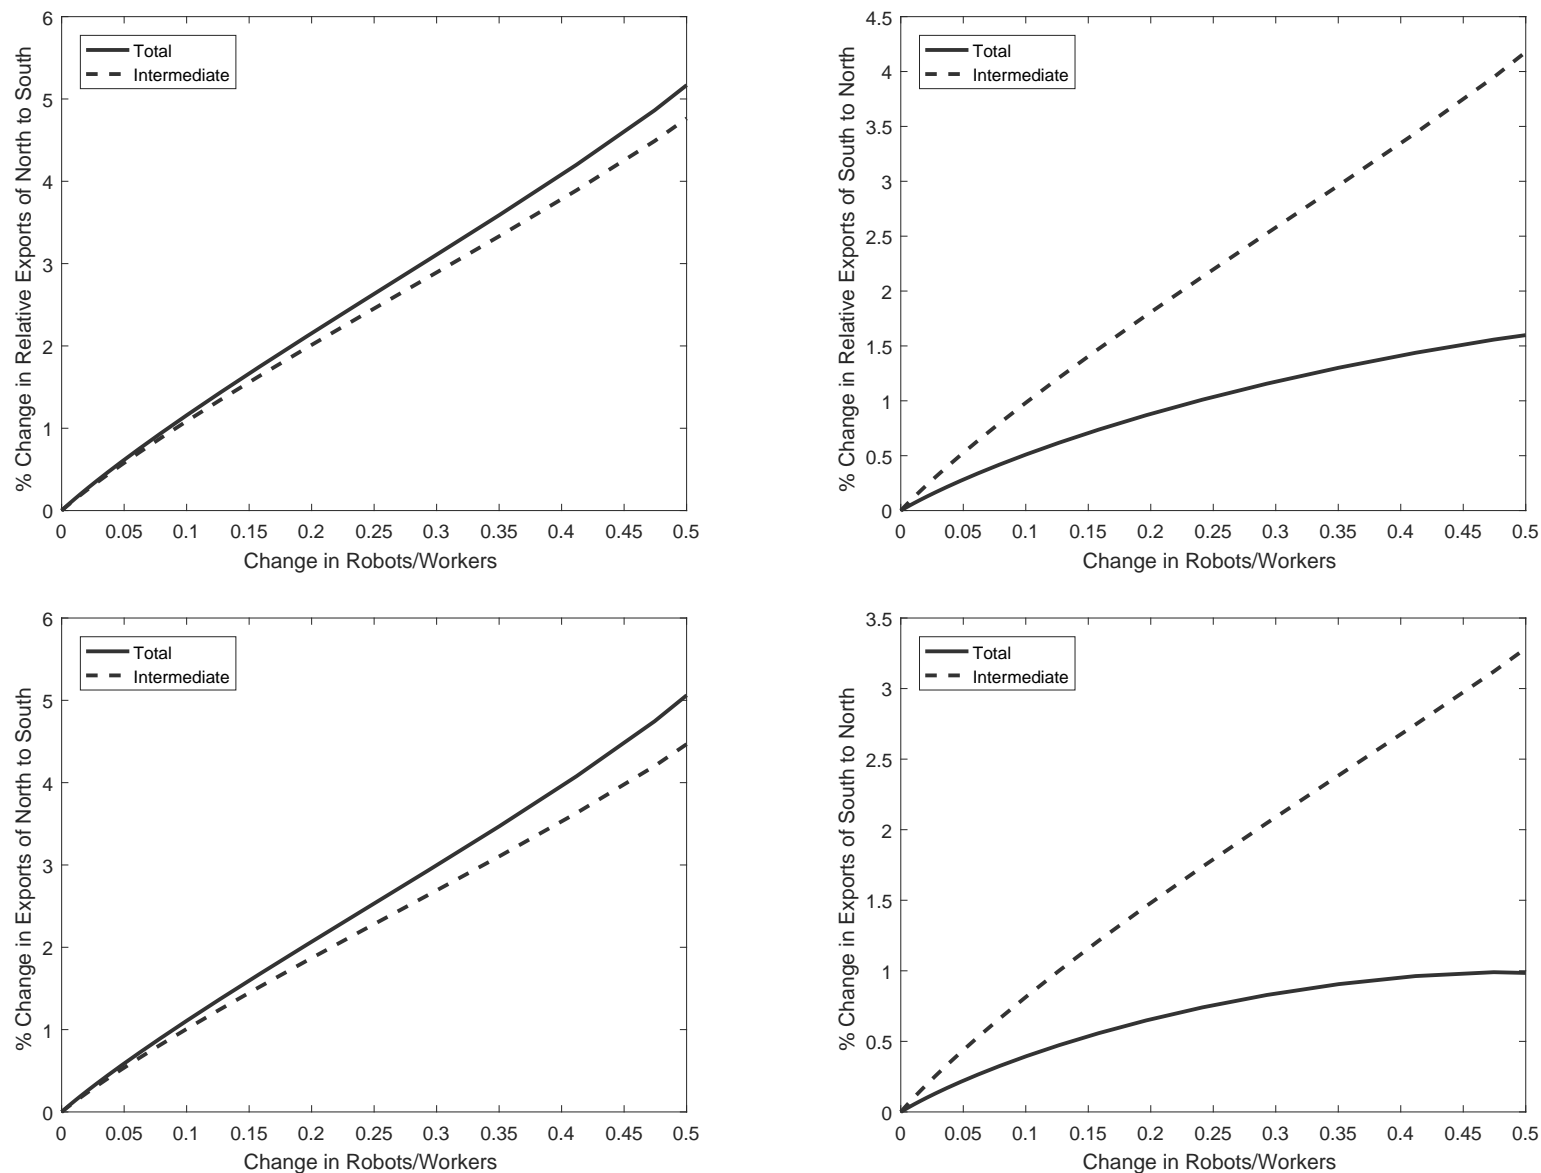 % Change in Relative Exports of North to South
6
5
4
3
2
1
0
Total
Intermediate
0 0.05 0.1 0.15 0.2 0.25 0.3 0.35 0.4 0.45 0.5
Change in Robots/Workers
% Change in Relative Exports of South to North
4.5
4
3.5
3
2.5
2
1.5
1
0.5
0
Total
Intermediate
0 0.05 0.1 0.15 0.2 0.25 0.3 0.35 0.4 0.45 0.5
Change in Robots/Workers
% Change in Exports of North to South
6
5
4
3
2
1
0
Total
Intermediate
0 0.05 0.1 0.15 0.2 0.25 0.3 0.35 0.4 0.45 0.5
Change in Robots/Workers
% Change in Exports of South to North
3.5
3
2.5
2
1.5
1
0.5
0
Total
Intermediate
0 0.05 0.1 0.15 0.2 0.25 0.3 0.35 0.4 0.45 0.5
Change in Robots/Workers